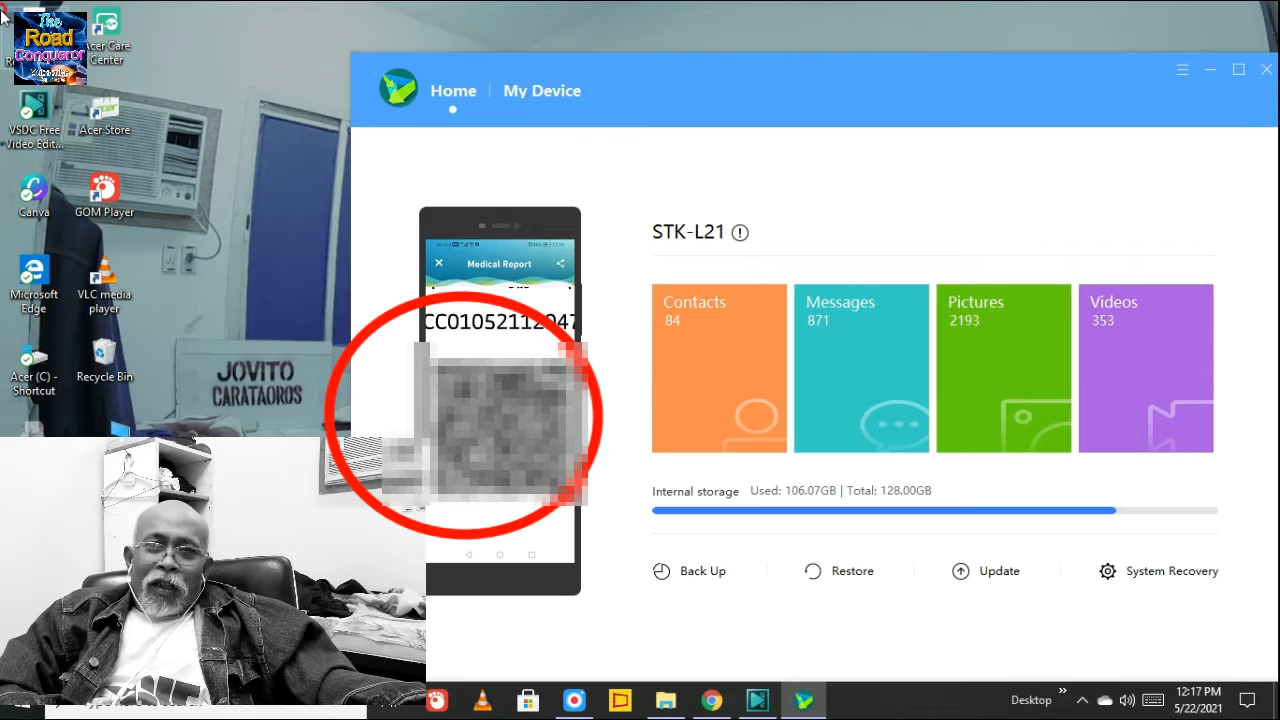 The
Road
Conqueror
Acer Care
Center
VSDC Free
Video Edit...
Acer Store
Canva
GOM Player
Microsoft
Edge
VLC media
player
Acer (C) -
Shortcut
Recycle Bin
JOVITO
CARATAOROS
Home | My Device
Medical Report
STK-L21
Contacts
84
Messages
871
Pictures
2193
Videos
353
Internal storage Used: 106.07GB | Total: 128.00GB
Back Up
Restore
Update
System Recovery
Desktop
12:17 PM
5/22/2021